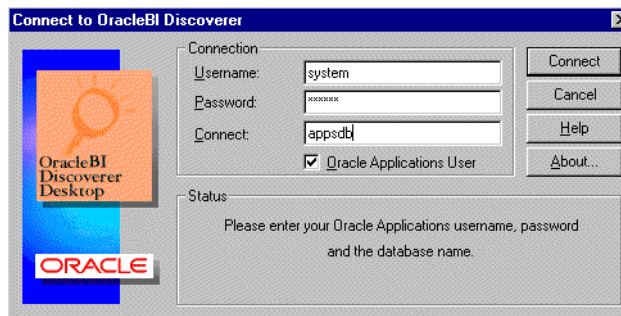 Connect to OracleBI Discoverer
Connection
Username:
system
Password:
xxxxxx
Connect:
appsdb
Oracle Applications User
Connect
Cancel
Help
About...
OracleBI
Discoverer
Desktop
ORACLE
Status
Please enter your Oracle Applications username, password
and the database name.